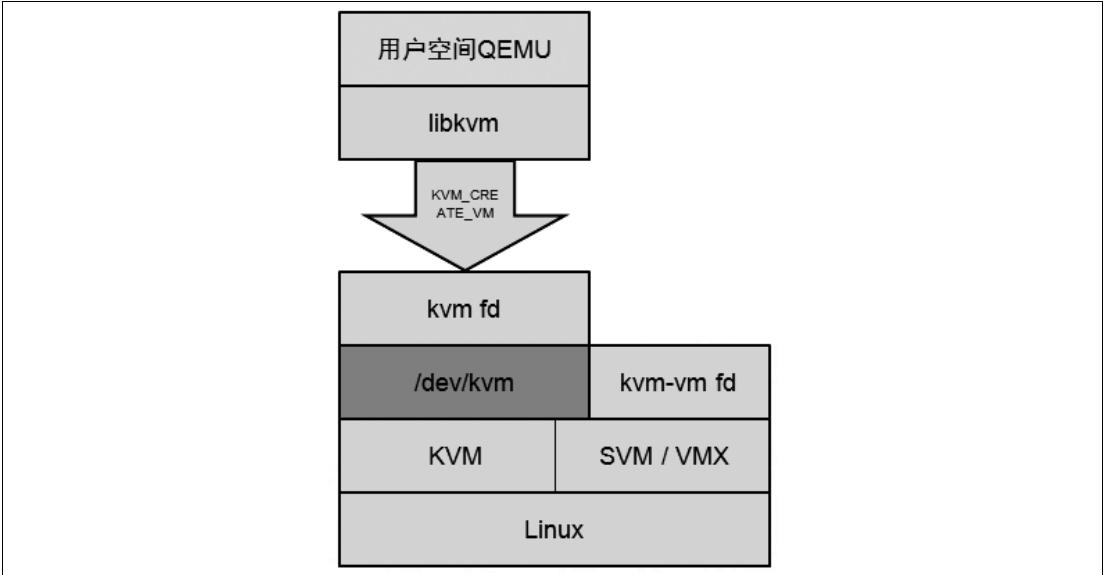 用户空间QEMU
libkvm
KVM_CRE
ATE_VM
kvm fd
/dev/kvm
kvm-vm fd
KVM
SVM / VMX
Linux